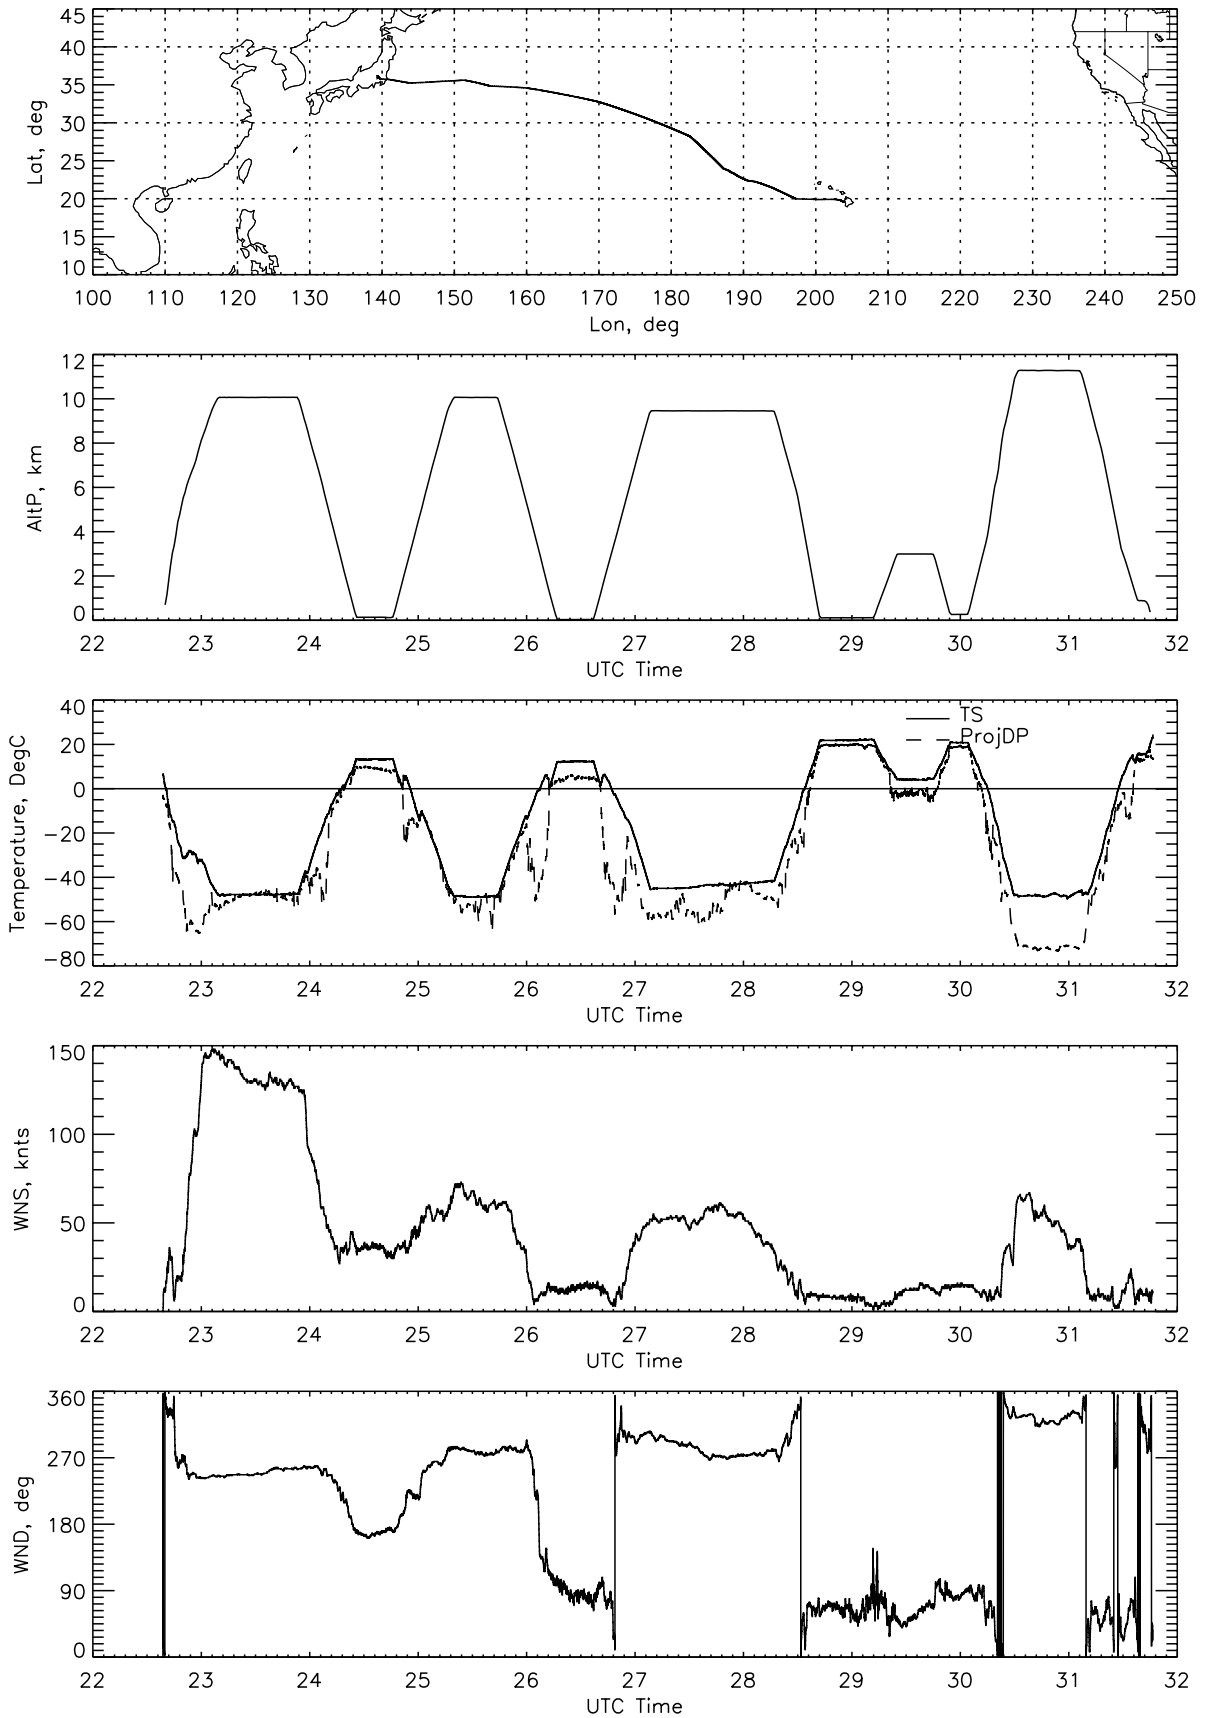 45
40
35
30
25
20
15
10
Lat, deg
100 110 120 130 140 150 160 170 180 190 200 210 220 230 240 250
Lon, deg
12
10
8
6
4
2
0
AltP, km
22 23 24 25 26 27 28 29 30 31 32
UTC Time
40
20
0
−20
−40
−60
−80
Temperature, DegC
TS
ProjDP
22 23 24 25 26 27 28 29 30 31 32
UTC Time
150
100
50
0
WNS, knts
22 23 24 25 26 27 28 29 30 31 32
UTC Time
360
270
180
90
0
WND, deg
22 23 24 25 26 27 28 29 30 31 32
UTC Time